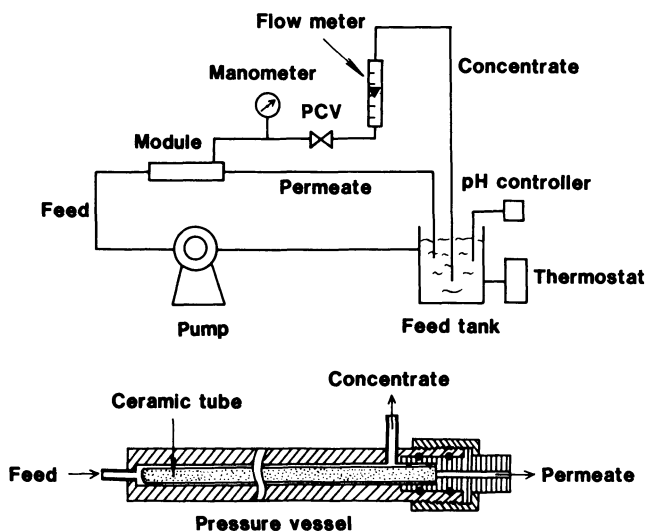 Flow meter
Manometer
Concentrate
PCV
Module
Permeate
pH controller
Feed
Thermostat
Pump
Feed tank
Concentrate
Ceramic tube
Feed
Permeate
Pressure vessel